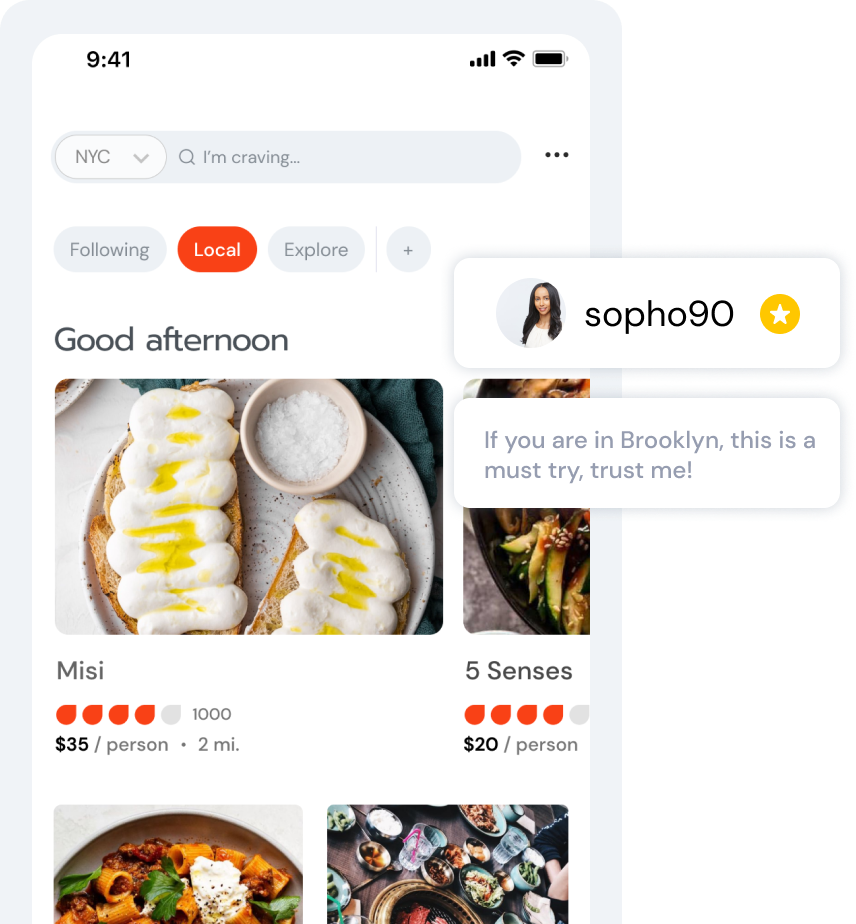 9:41
NYC
I'm craving...
Following
Local
Explore
+
sopho90
Good afternoon
If you are in Brooklyn, this is a
must try, trust me!
Misi
5 Senses
1000
$35 / person • 2 mi.
$20 / person